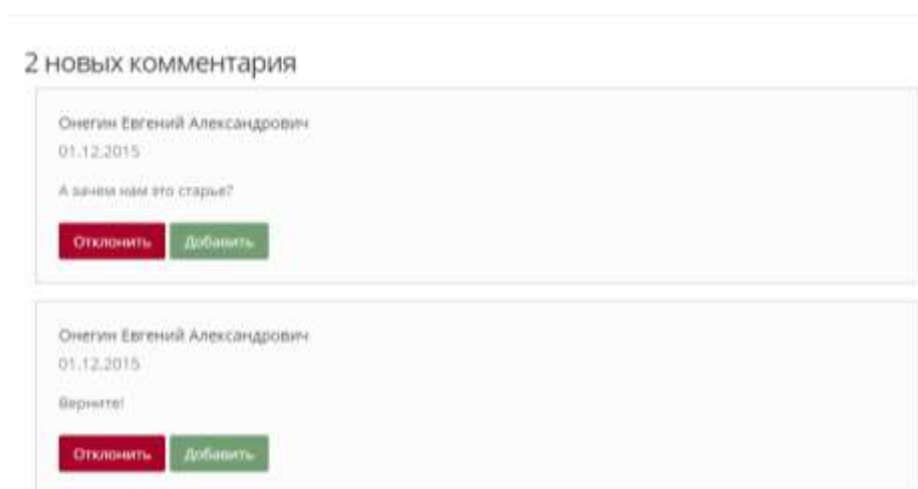 2 новых комментария
Онегин Евгений Александрович
01.12.2015
А зачем нам это старье?
Отклонить Добавить
Онегин Евгений Александрович
01.12.2015
Верните!
Отклонить Добавить